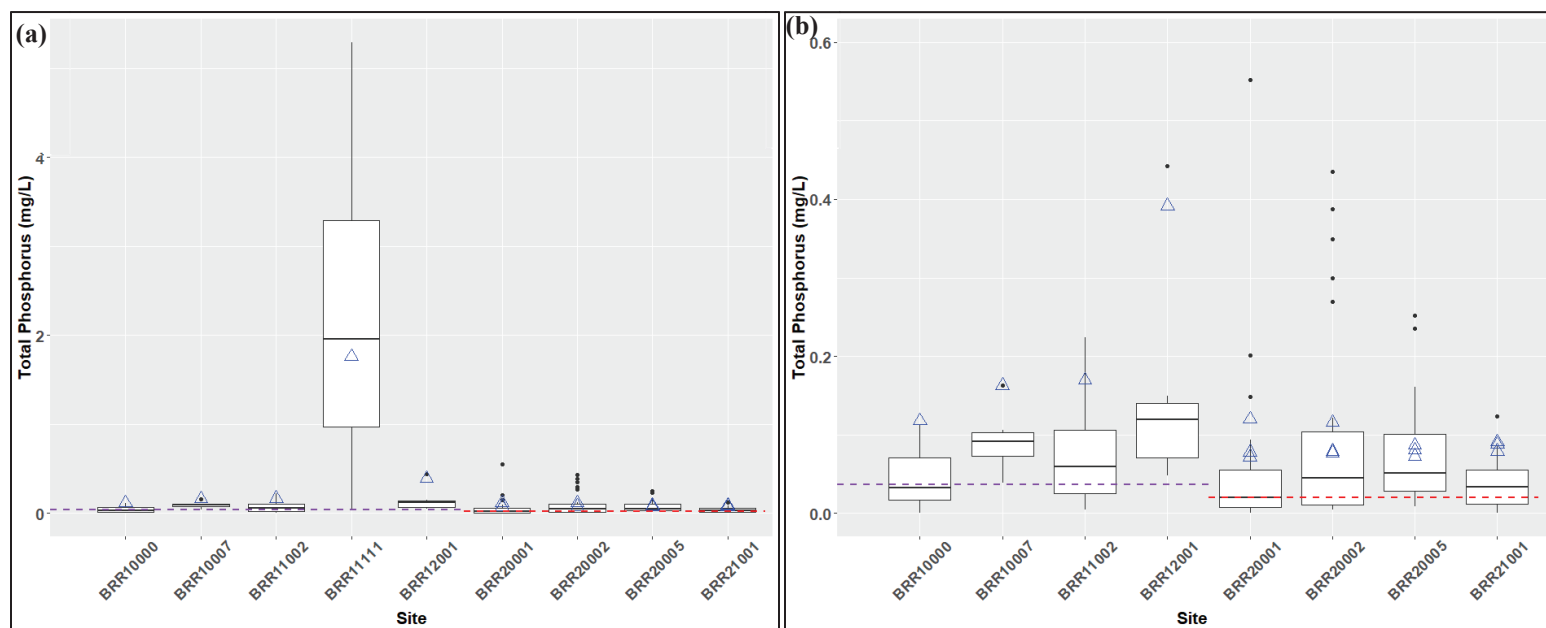 (a)
Total Phosphorus (mg/L)
4
2
0
BRR10000
BRR10007
BRR11002
BRR11111
BRR12001
BRR20001
BRR20002
BRR20005
BRR21001
Site
(b)
Total Phosphorus (mg/L)
0.6
0.4
0.2
0.0
BRR10000
BRR10007
BRR11002
BRR12001
BRR20001
BRR20002
BRR20005
BRR21001
Site